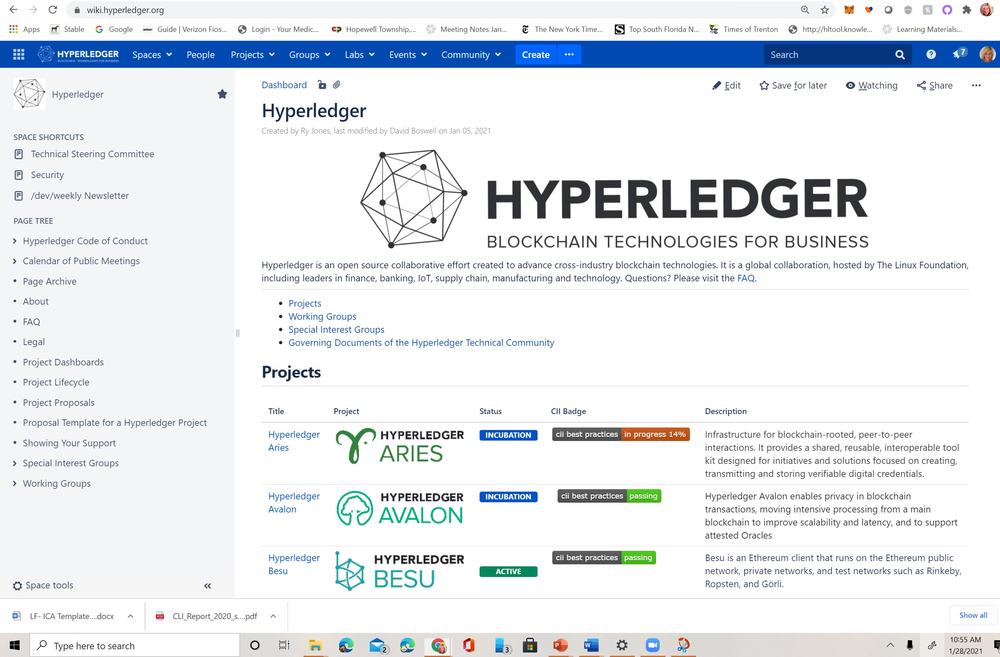 wiki.hyperledger.org
Apps Stable Google Guide | Verizon Fios... Login - Your Medic... Hopewell Township,... Meeting Notes Jan... The New York Time... Top South Florida N... Times of Trenton http://hltool.knowle... Learning Materials...
HYPERLEDGER Spaces People Projects Groups Labs Events Community Create ••• Search 7
BLOCKCHAIN TECHNOLOGIES FOR BUSINESS
Hyperledger
SPACE SHORTCUTS
Technical Steering Committee
Security
/dev/weekly Newsletter
PAGE TREE
Hyperledger Code of Conduct
Calendar of Public Meetings
Page Archive
About
FAQ
Legal
Project Dashboards
Project Lifecycle
Project Proposals
Proposal Template for a Hyperledger Project
Showing Your Support
Special Interest Groups
Working Groups
Space tools
Dashboard
Edit Save for later Watching Share •••
Hyperledger
Created by Ry Jones, last modified by David Boswell on Jan 05, 2021
HYPERLEDGER
BLOCKCHAIN TECHNOLOGIES FOR BUSINESS
Hyperledger is an open source collaborative effort created to advance cross-industry blockchain technologies. It is a global collaboration, hosted by The Linux Foundation,
including leaders in finance, banking, IoT, supply chain, manufacturing and technology. Questions? Please visit the FAQ.
• Projects
• Working Groups
• Special Interest Groups
• Governing Documents of the Hyperledger Technical Community
Projects
Title Project Status CII Badge Description
Hyperledger
Aries
HYPERLEDGER
ARIES
INCUBATION
cii best practices in progress 14%
Infrastructure for blockchain-rooted, peer-to-peer
interactions. It provides a shared, reusable, interoperable tool
kit designed for initiatives and solutions focused on creating,
transmitting and storing verifiable digital credentials.
Hyperledger
Avalon
HYPERLEDGER
AVALON
INCUBATION
cii best practices passing
Hyperledger Avalon enables privacy in blockchain
transactions, moving intensive processing from a main
blockchain to improve scalability and latency, and to support
attested Oracles
Hyperledger
Besu
HYPERLEDGER
BESU
ACTIVE
cii best practices passing
Besu is an Ethereum client that runs on the Ethereum public
network, private networks, and test networks such as Rinkeby,
Ropsten, and Görli.
LF- ICA Template....docx CLI_Report_2020_s....pdf Show all
Type here to search 2 3
10:55 AM
1/28/2021